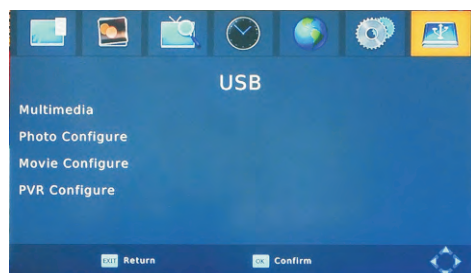 USB
Multimedia
Photo Configure
Movie Configure
PVR Configure
EXIT Return
OK Confirm